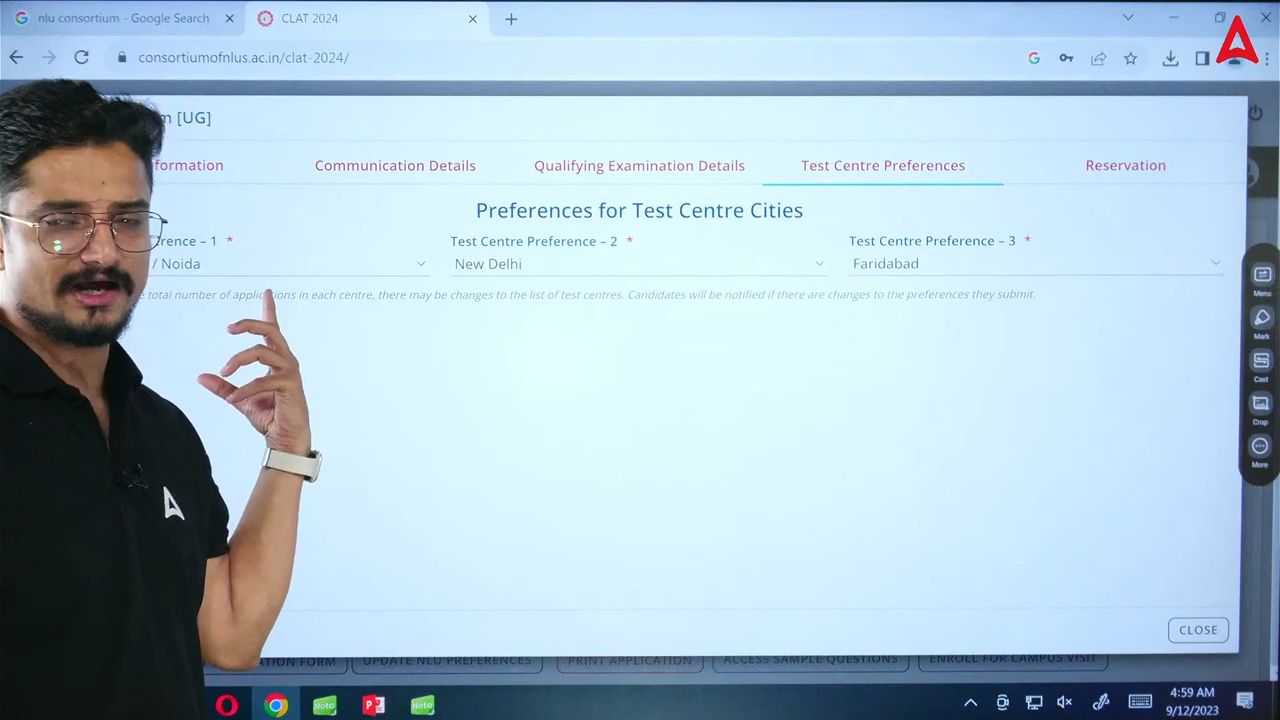 nlu consortium - Google Search
CLAT 2024
consortiumofnlus.ac.in/clat-2024/
[UG]
Communication Details
Qualifying Examination Details
Test Centre Preferences
Reservation
Preferences for Test Centre Cities
– 1 *
Test Centre Preference – 2 *
Test Centre Preference – 3 *
/ Noida
New Delhi
Faridabad
total number of applications in each centre, there may be changes to the list of test centres. Candidates will be notified if there are changes to the preferences they submit.
Menu
Mark
Cast
Crop
More
CLOSE
FORM
UPDATE NLU PREFERENCES
PRINT APPLICATION
ACCESS SAMPLE QUESTIONS
ENROLL FOR CAMPUS VISIT
Noto
Noto
4:59 AM
9/12/2023